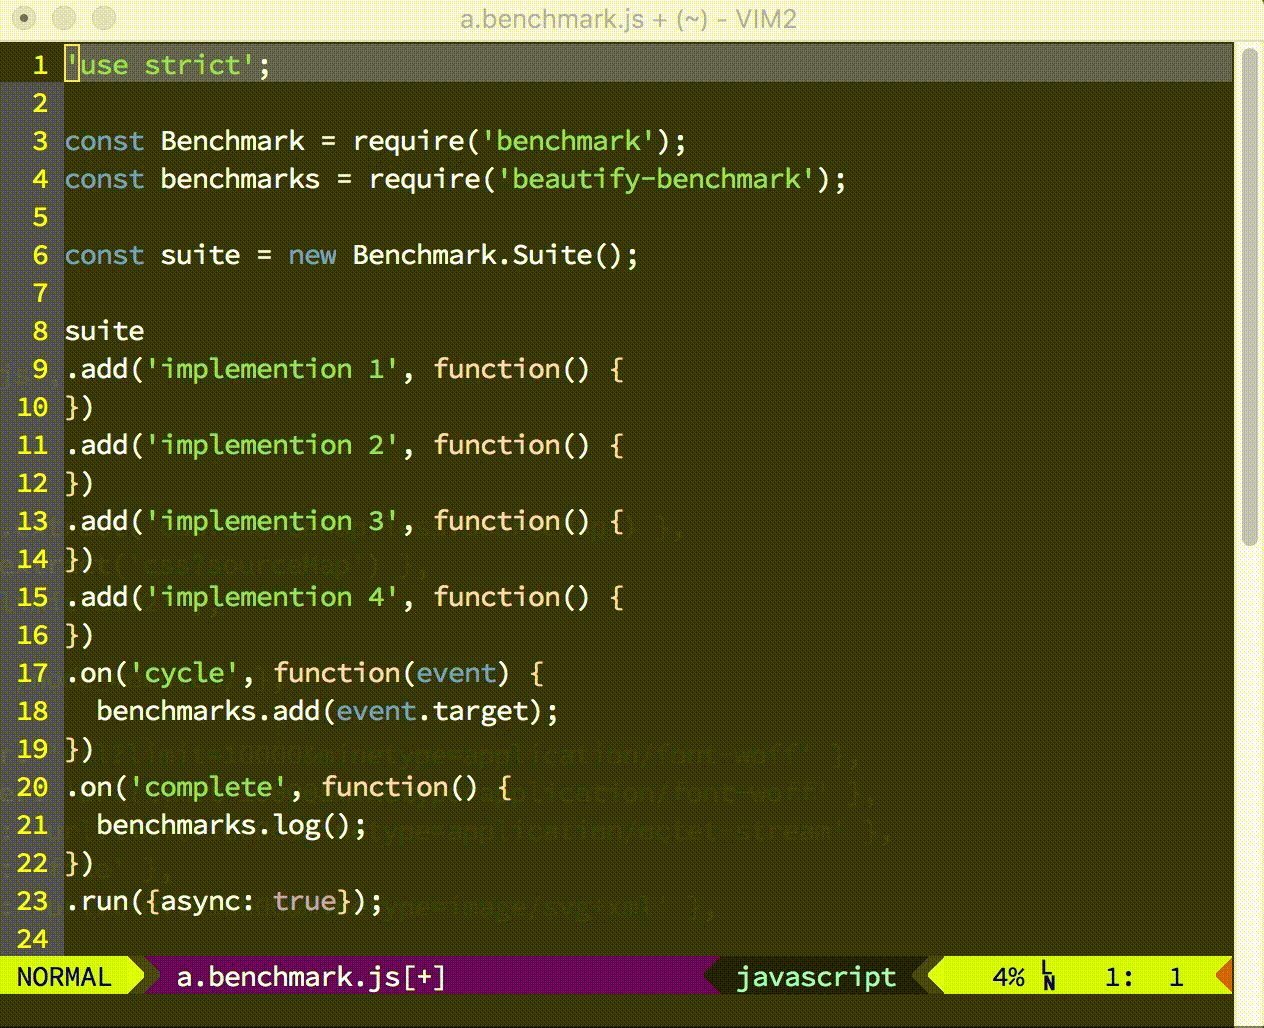 a.benchmark.js + (~) - VIM2
1 'use strict';
2
3 const Benchmark = require('benchmark');
4 const benchmarks = require('beautify-benchmark');
5
6 const suite = new Benchmark.Suite();
7
8 suite
9 .add('implemention 1', function() {
10 })
11 .add('implemention 2', function() {
12 })
13 .add('implemention 3', function() {
14 })
15 .add('implemention 4', function() {
16 })
17 .on('cycle', function(event) {
18   benchmarks.add(event.target);
19 })
20 .on('complete', function() {
21   benchmarks.log();
22 })
23 .run({async: true});
24
NORMAL a.benchmark.js[+] javascript 4% LN 1: 1